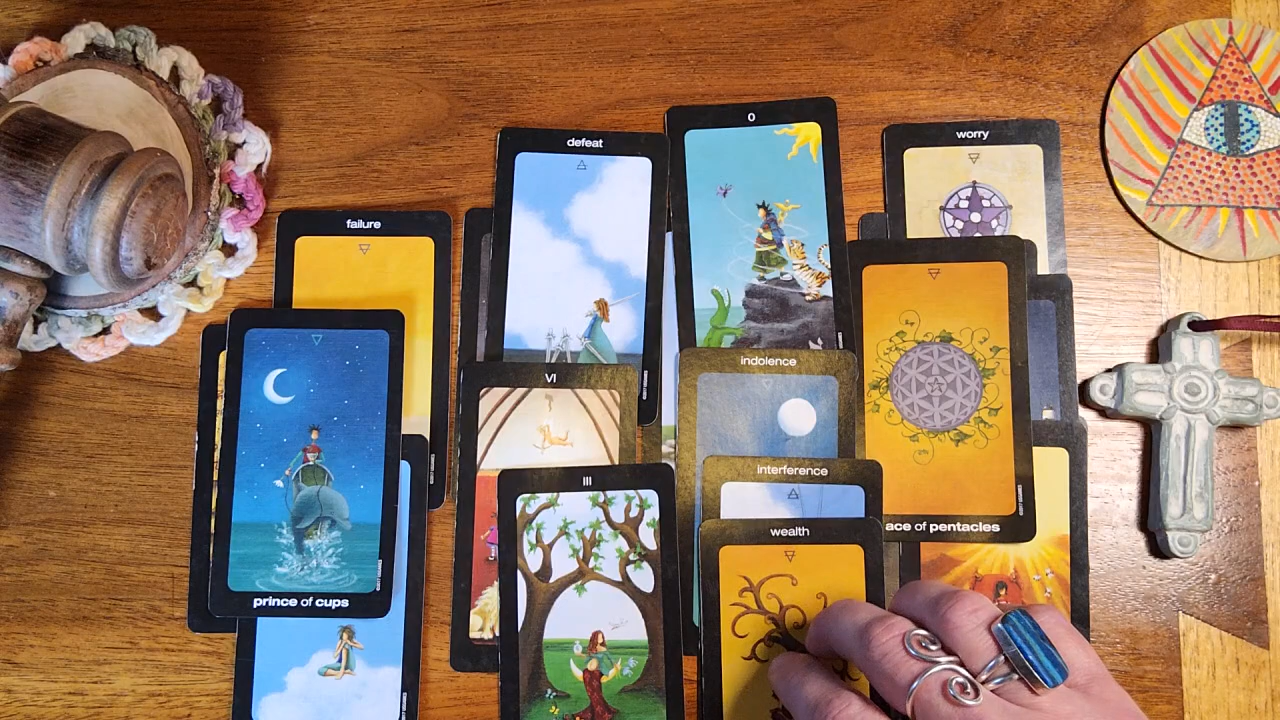 defeat
0
worry
failure
indolence
VI
interference
III
ace of pentacles
wealth
prince of cups